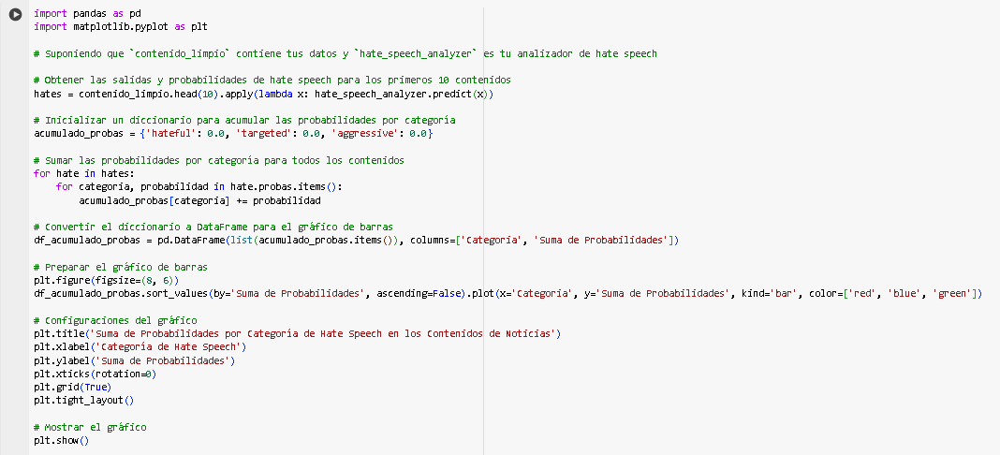 import pandas as pd
import matplotlib.pyplot as plt
# Suponiendo que `contenido_limpio` contiene tus datos y `hate_speech_analyzer` es tu analizador de hate speech
# Obtener las salidas y probabilidades de hate speech para los primeros 10 contenidos
hates = contenido_limpio.head(10).apply(lambda x: hate_speech_analyzer.predict(x))
# Inicializar un diccionario para acumular las probabilidades por categoría
acumulado_probas = {'hateful': 0.0, 'targeted': 0.0, 'aggressive': 0.0}
# Sumar las probabilidades por categoría para todos los contenidos
for hate in hates:
    for categoria, probabilidad in hate.probas.items():
        acumulado_probas[categoria] += probabilidad
# Convertir el diccionario a DataFrame para el gráfico de barras
df_acumulado_probas = pd.DataFrame(list(acumulado_probas.items()), columns=['Categoría', 'Suma de Probabilidades'])
# Preparar el gráfico de barras
plt.figure(figsize=(8, 6))
df_acumulado_probas.sort_values(by='Suma de Probabilidades', ascending=False).plot(x='Categoría', y='Suma de Probabilidades', kind='bar', color=['red', 'blue', 'green'])
# Configuraciones del gráfico
plt.title('Suma de Probabilidades por Categoría de Hate Speech en los Contenidos de Noticias')
plt.xlabel('Categoría de Hate Speech')
plt.ylabel('Suma de Probabilidades')
plt.xticks(rotation=0)
plt.grid(True)
plt.tight_layout()
# Mostrar el gráfico
plt.show()